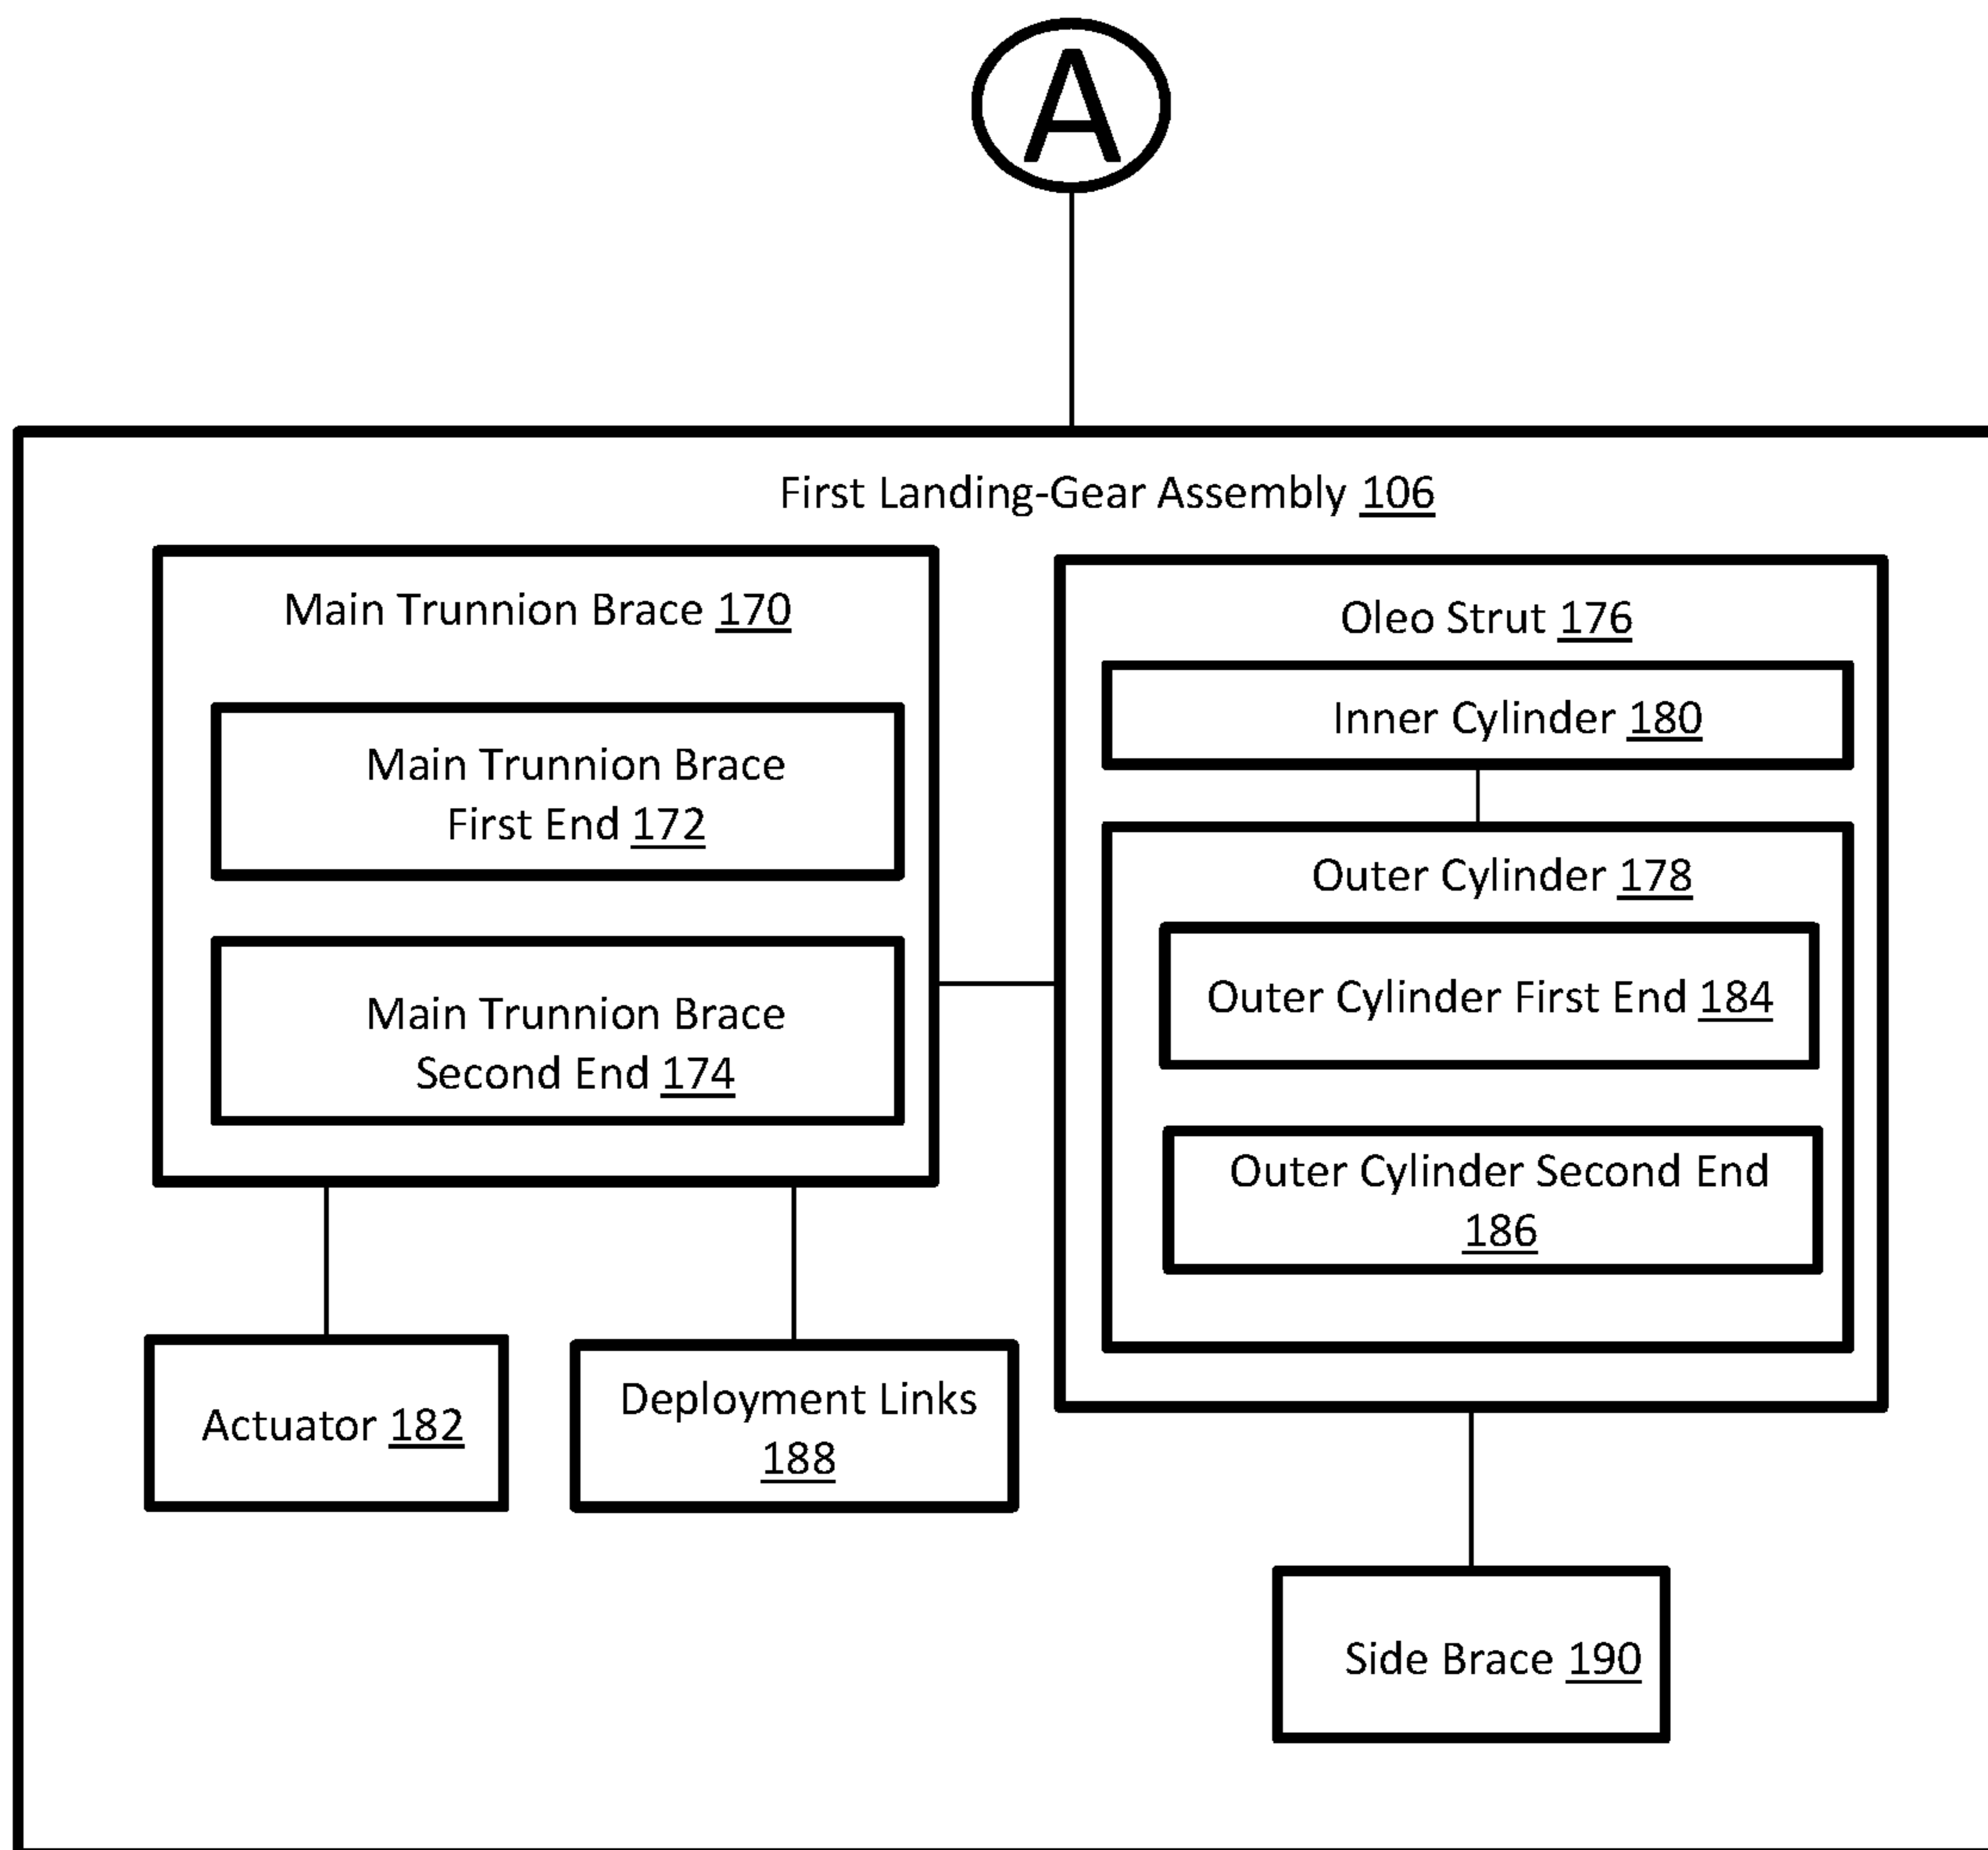 A
First Landing-Gear Assembly 106
Main Trunnion Brace 170
Main Trunnion Brace
First End 172
Main Trunnion Brace
Second End 174
Oleo Strut 176
Inner Cylinder 180
Outer Cylinder 178
Outer Cylinder First End 184
Outer Cylinder Second End
186
Actuator 182
Deployment Links
188
Side Brace 190